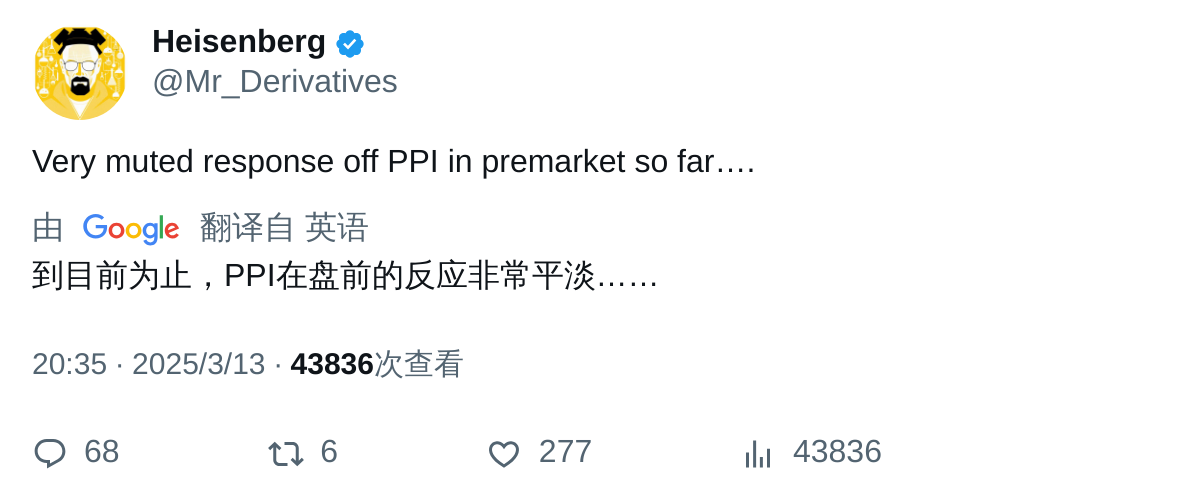 Heisenberg
@Mr_Derivatives
Very muted response off PPI in premarket so far….
由 Google 翻译自 英语
到目前为止，PPI在盘前的反应非常平淡……
20:35 · 2025/3/13 · 43836次查看
68 6 277 43836